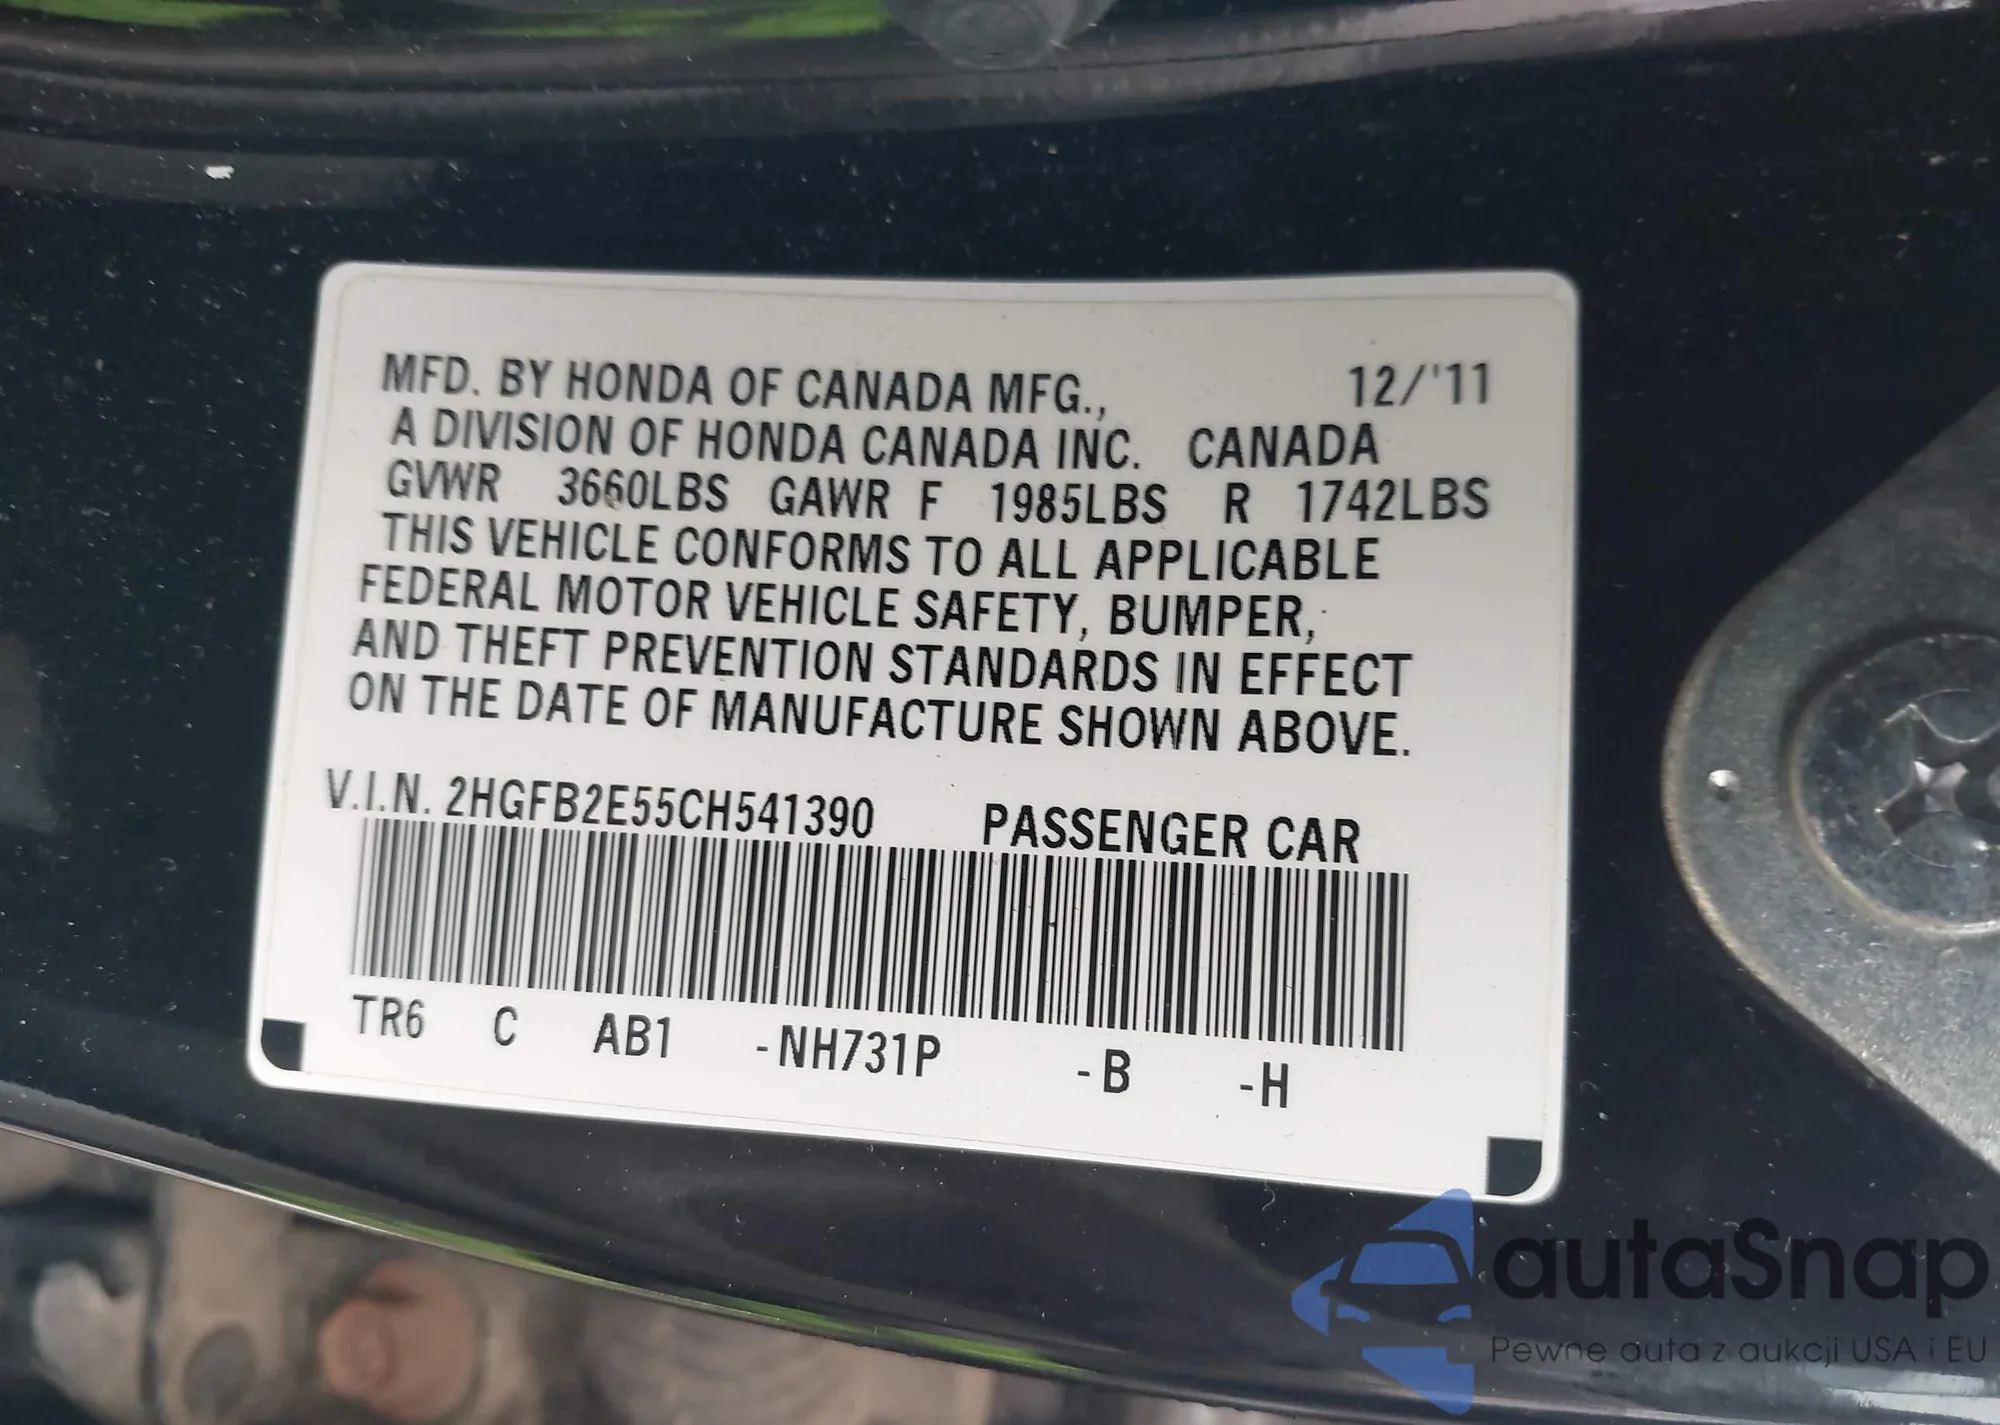 MFD. BY HONDA OF CANADA MFG., 12/'11
A DIVISION OF HONDA CANADA INC. CANADA
GVWR 3660LBS GAWR F 1985LBS R 1742LBS
THIS VEHICLE CONFORMS TO ALL APPLICABLE
FEDERAL MOTOR VEHICLE SAFETY, BUMPER,
AND THEFT PREVENTION STANDARDS IN EFFECT
ON THE DATE OF MANUFACTURE SHOWN ABOVE.
V.I.N. 2HGFB2E55CH541390 PASSENGER CAR
TR6 C AB1 -NH731P -B -H
autaSnap
Pewne auta z aukcji USA i EU